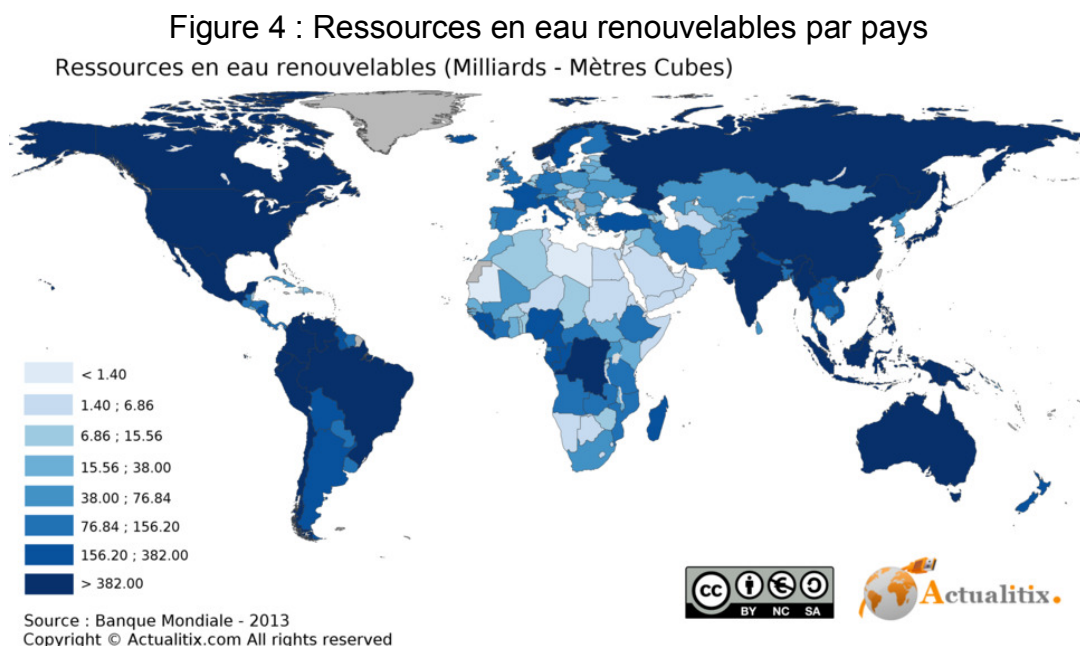 Figure 4 : Ressources en eau renouvelables par pays
Ressources en eau renouvelables (Milliards - Mètres Cubes)
< 1.40
1.40 ; 6.86
6.86 ; 15.56
15.56 ; 38.00
38.00 ; 76.84
76.84 ; 156.20
156.20 ; 382.00
> 382.00
cc
BY NC SA
Actualitix.
Source : Banque Mondiale - 2013
Copyright © Actualitix.com All rights reserved